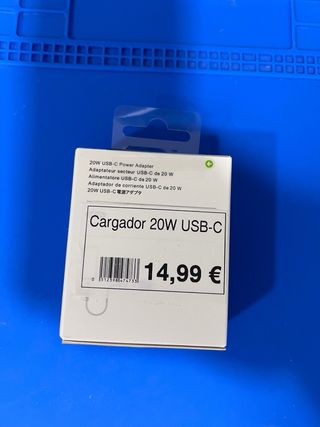 20W USB-C Power Adapter
Adaptateur secteur USB-C de 20 W
Alimentatore USB-C da 20 W
Adaptador de corriente USB-C de 20 W
20W USB-C電源アダプタ
Cargador 20W USB-C
14,99 €